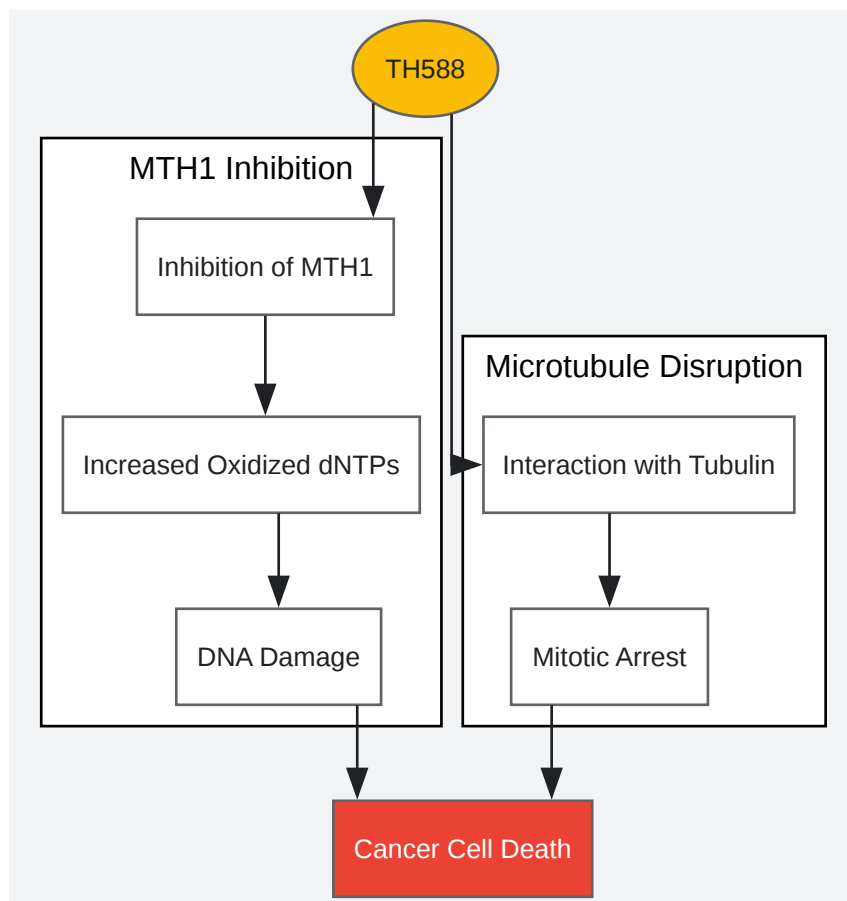 TH588
MTH1 Inhibition
Inhibition of MTH1
Increased Oxidized dNTPs
DNA Damage
Microtubule Disruption
Interaction with Tubulin
Mitotic Arrest
Cancer Cell Death